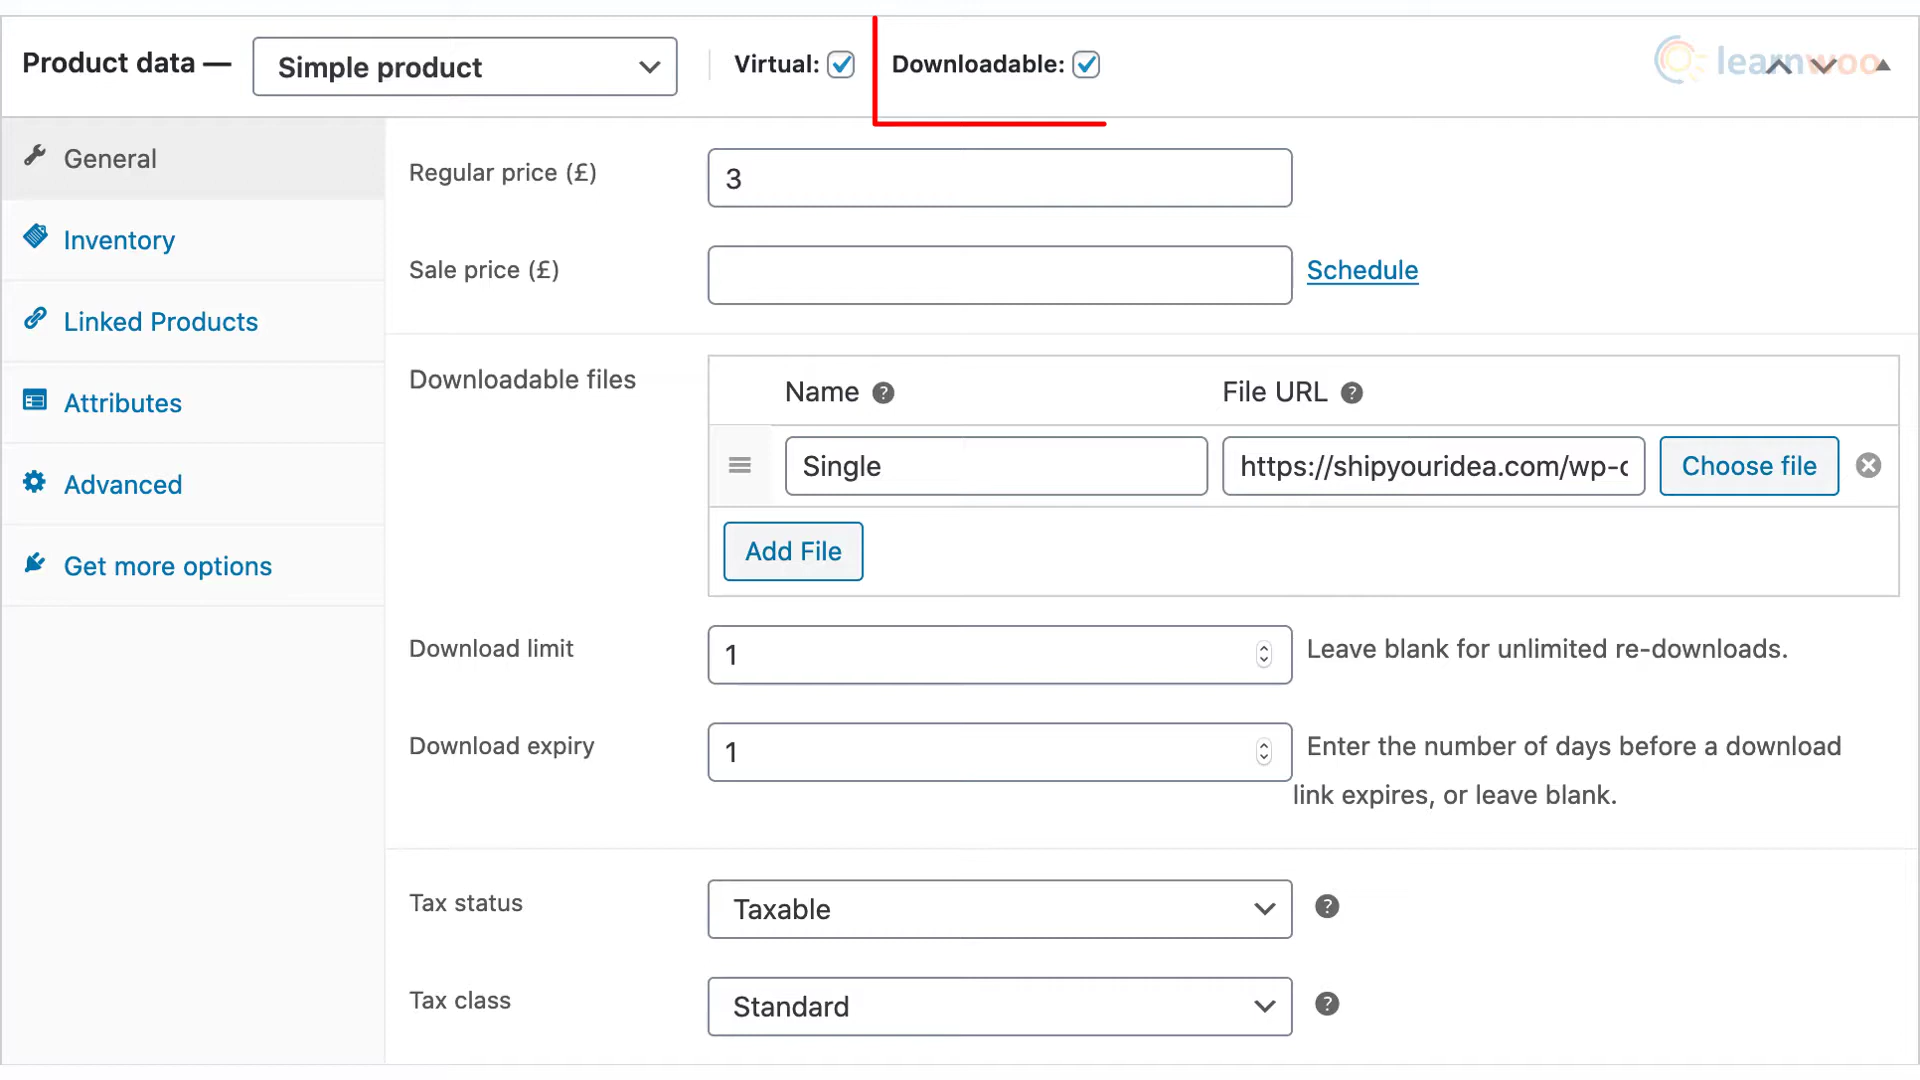 Product data — Simple product Virtual: Downloadable: learnwoo
General
Inventory
Linked Products
Attributes
Advanced
Get more options
Regular price (£) 3
Sale price (£) Schedule
Downloadable files Name File URL
Single https://shipyouridea.com/wp-c Choose file
Add File
Download limit 1 Leave blank for unlimited re-downloads.
Download expiry 1 Enter the number of days before a download
link expires, or leave blank.
Tax status Taxable
Tax class Standard